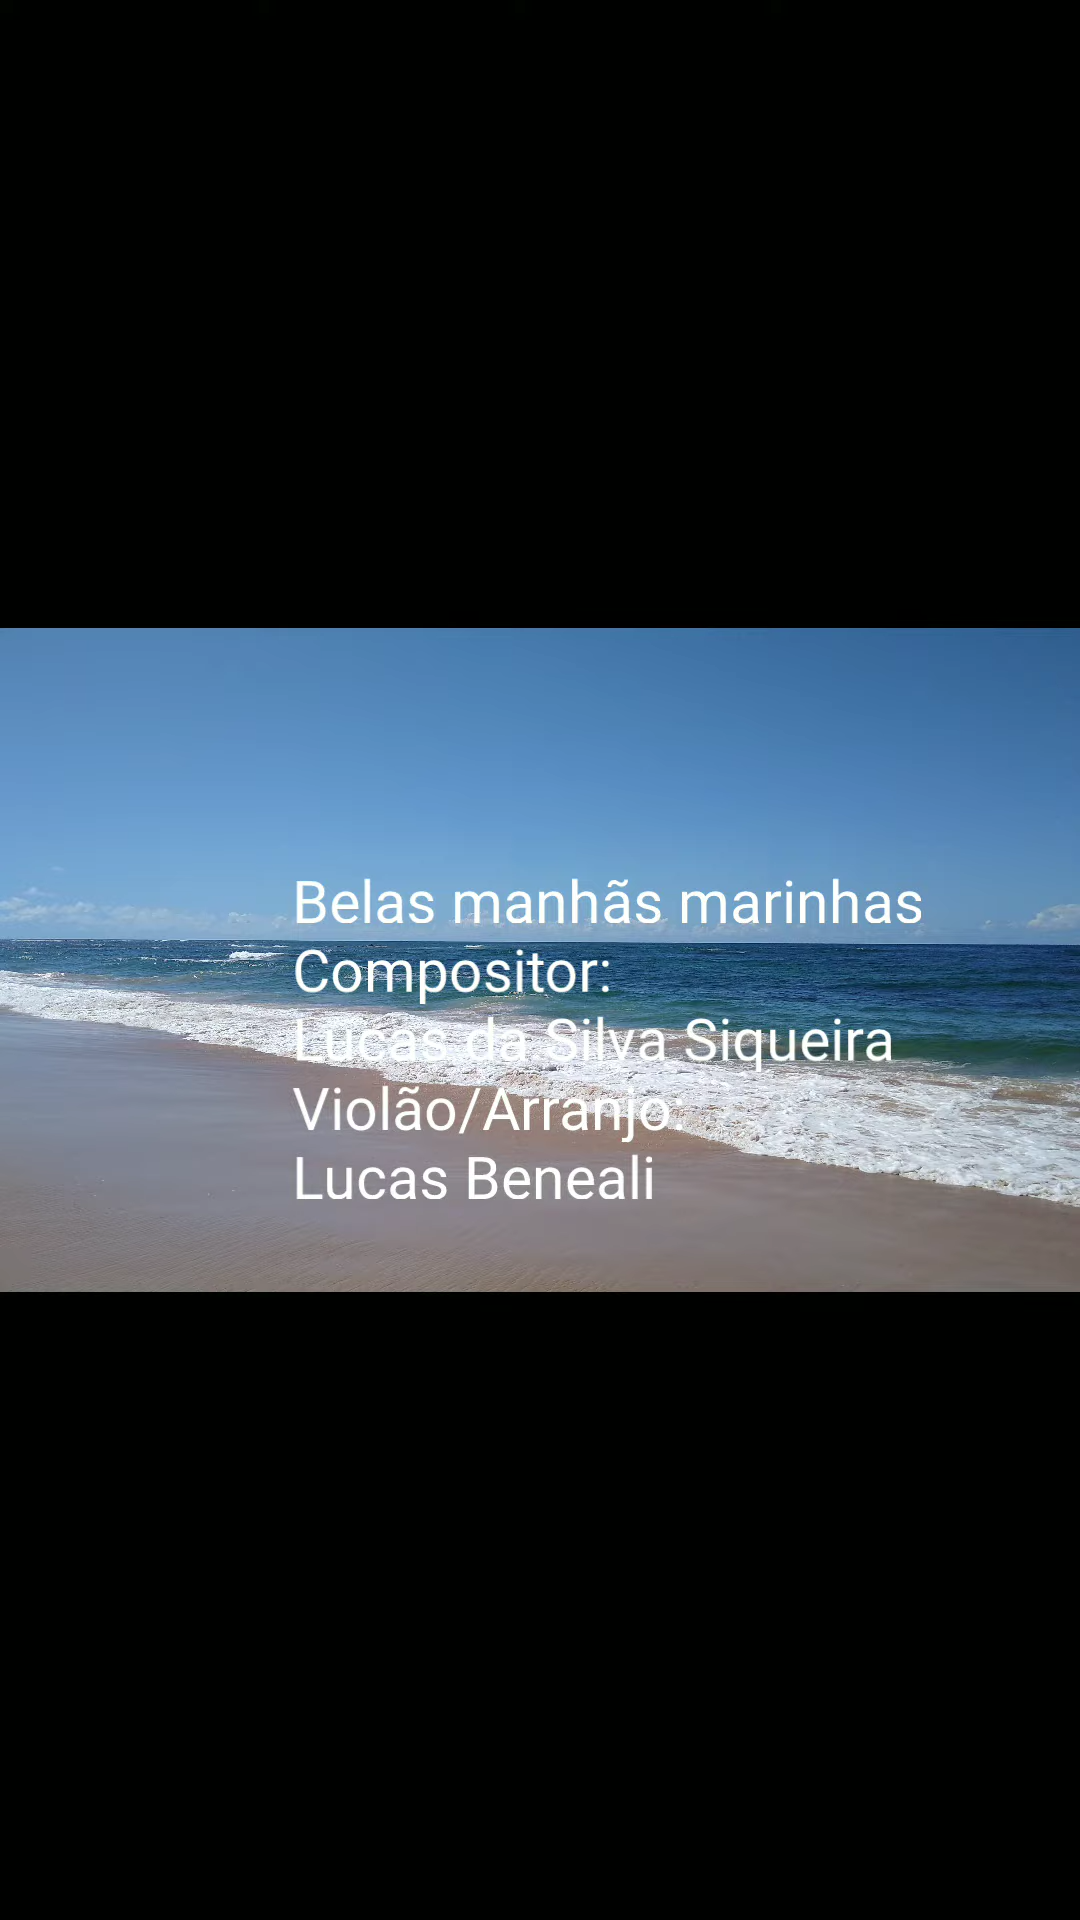 Belas manhãs marinhas
Compositor:
Lucas da Silva Siqueira
Violão/Arranjo:
Lucas Beneali